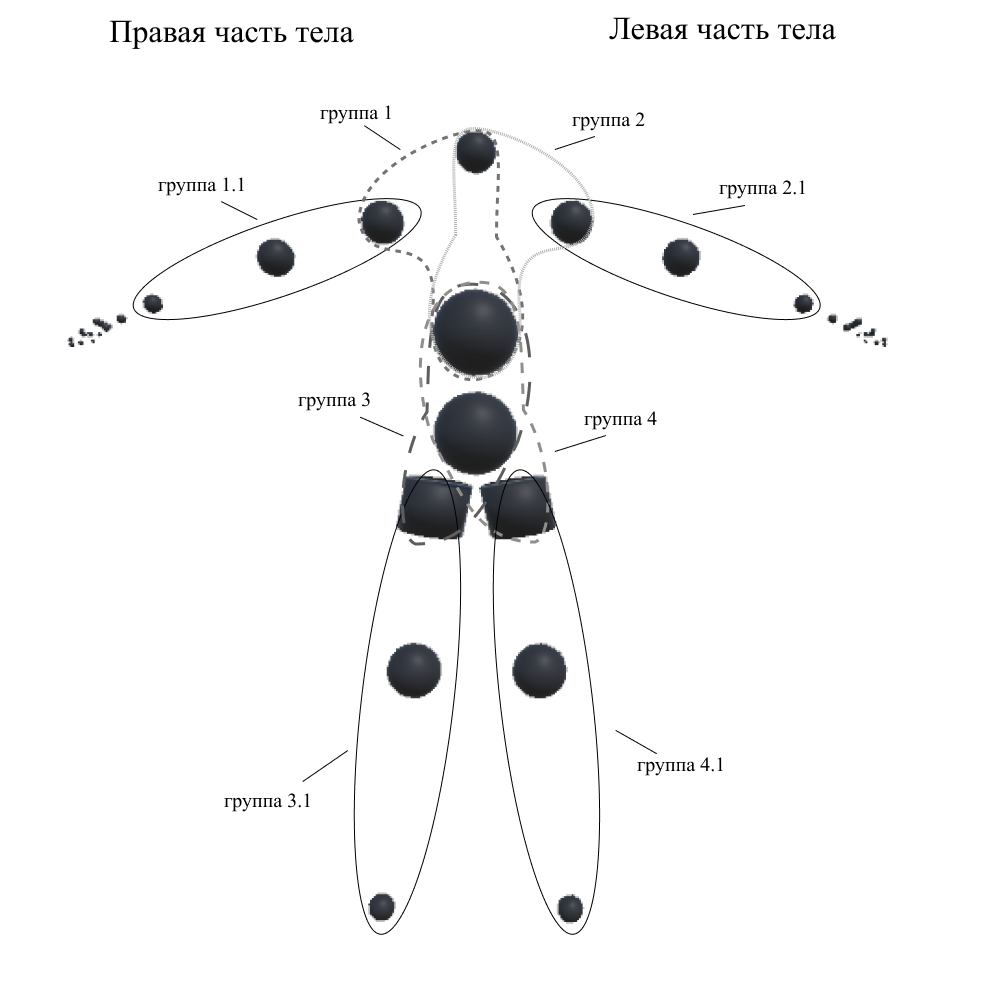 Правая часть тела
Левая часть тела
группа 1
группа 2
группа 1.1
группа 2.1
группа 3
группа 4
группа 4.1
группа 3.1